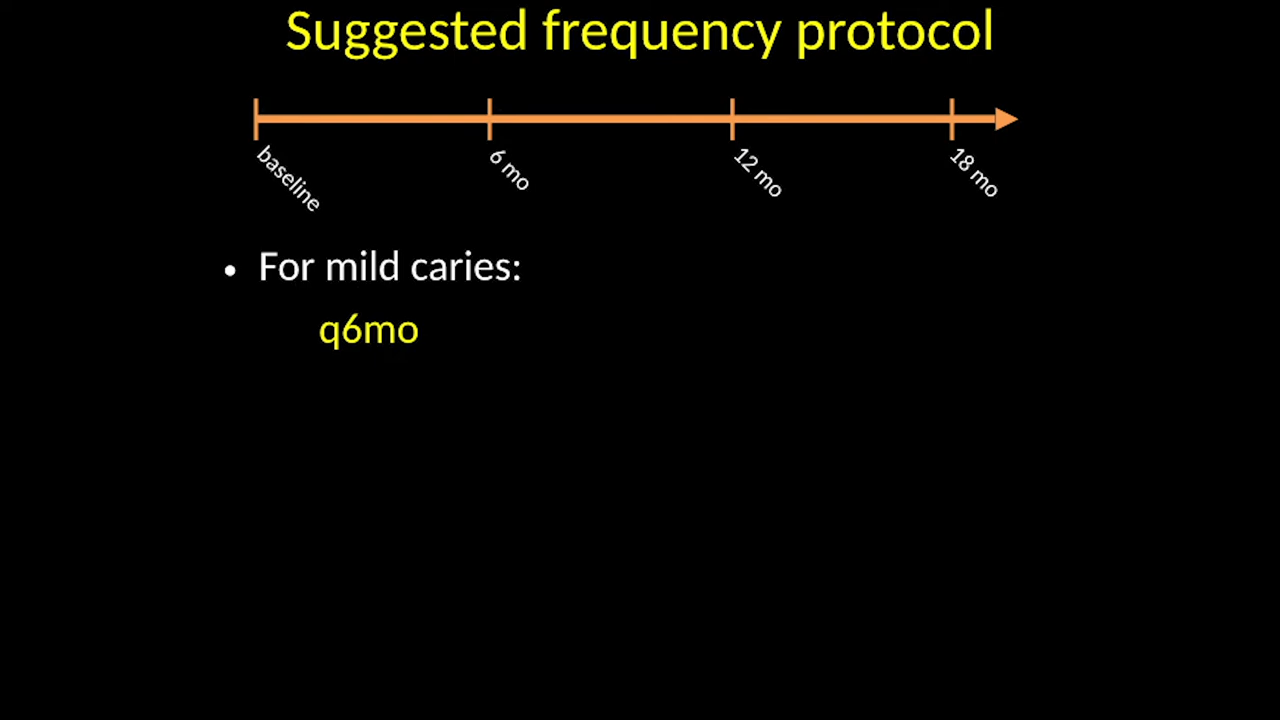 Suggested frequency protocol
baseline
6 mo
12 mo
18 mo
• For mild caries:
q6mo